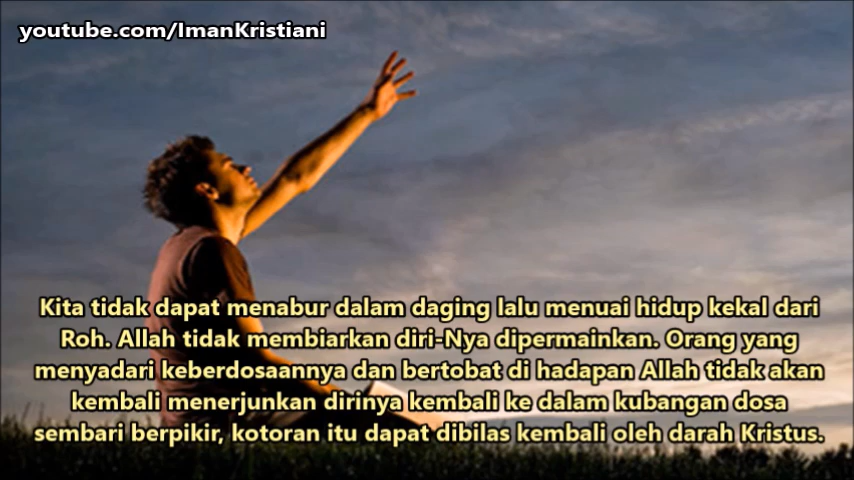 youtube.com/ImanKristiani
Kita tidak dapat menabur dalam daging lalu menuai hidup kekal dari
Roh. Allah tidak membiarkan diri-Nya dipermainkan. Orang yang
menyadari keberdosaannya dan bertobat di hadapan Allah tidak akan
kembali menerjunkan dirinya kembali ke dalam kubangan dosa
sembari berpikir, kotoran itu dapat dibilas kembali oleh darah Kristus.